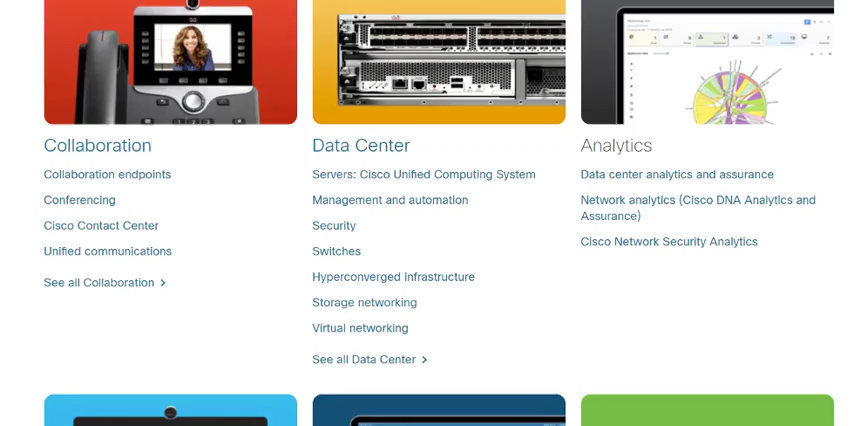 Collaboration
Collaboration endpoints
Conferencing
Cisco Contact Center
Unified communications
See all Collaboration
Data Center
Servers: Cisco Unified Computing System
Management and automation
Security
Switches
Hyperconverged infrastructure
Storage networking
Virtual networking
See all Data Center
Analytics
Data center analytics and assurance
Network analytics (Cisco DNA Analytics and
Assurance)
Cisco Network Security Analytics